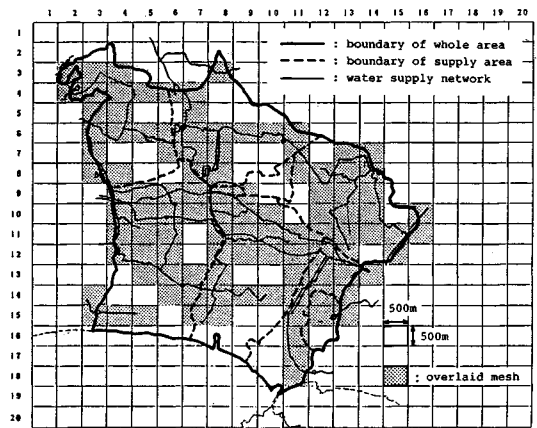 1 2 3 4 5 6 7 8 9 10 11 12 13 14 15 16 17 18 19 20
1
2
: boundary of whole area
: boundary of supply area
3
: water supply network
4
5
6
7
8
9
10
11
12
13
14
15
500m
16
500m
17
18
: overlaid mesh
19
20